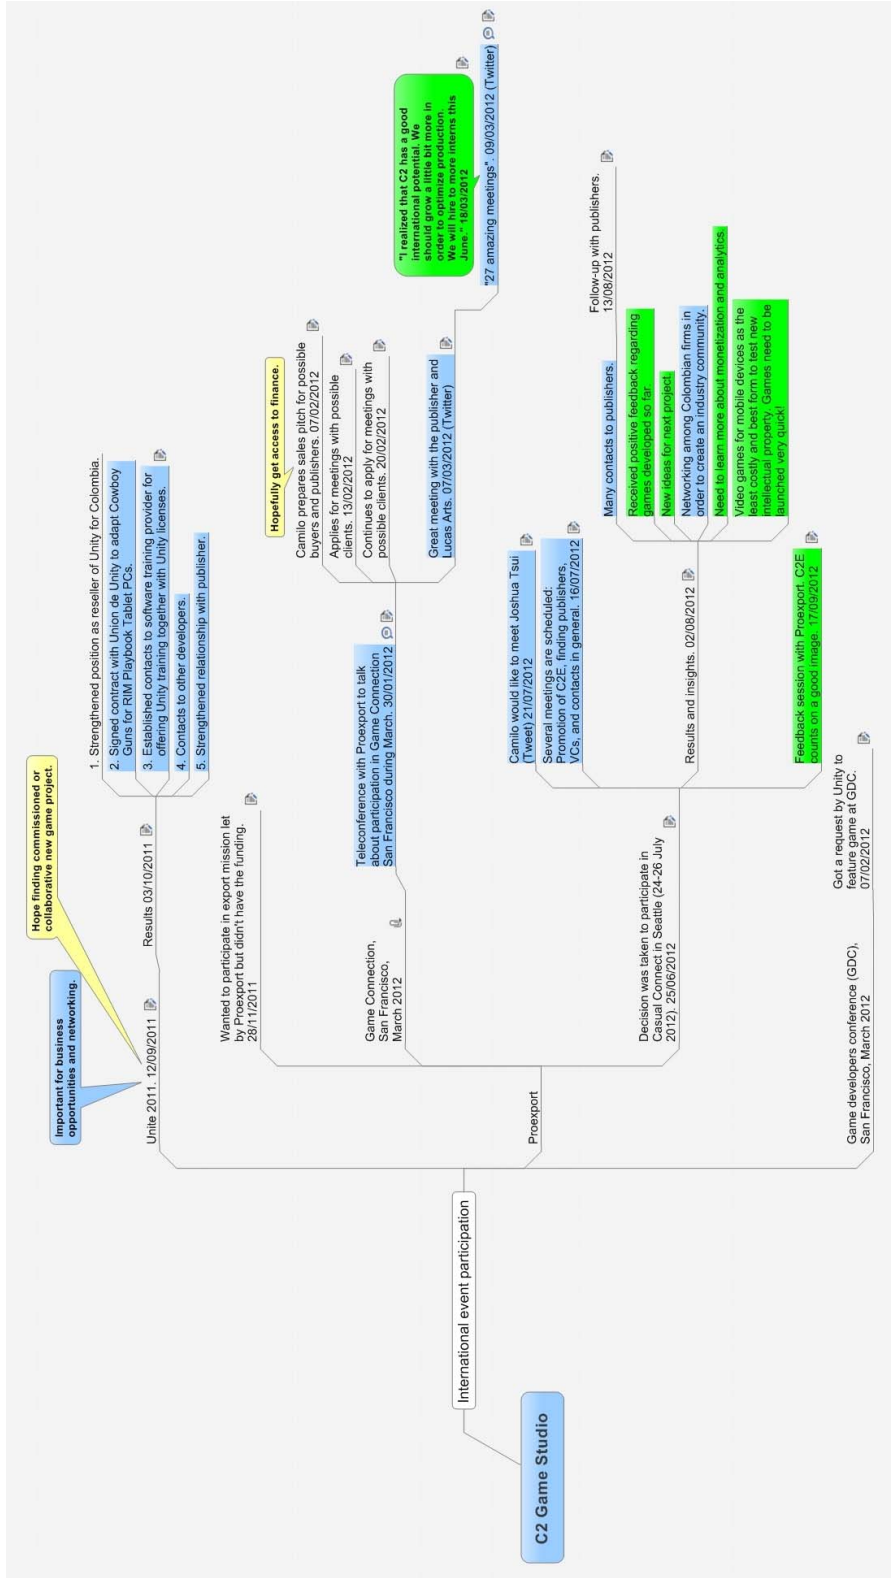 C2 Game Studio
International event participation
Important for business
opportunities and networking.
Hope finding commissioned or
collaborative new game project.
Unite 2011. 12/09/2011
Results 03/10/2011
1. Strengthened position as reseller of Unity for Colombia.
2. Signed contract with Union de Unity to adapt Cowboy
Guns for RIM Playbook Tablet PCs.
3. Established contacts to software training provider for
offering Unity training together with Unity licenses.
4. Contacts to other developers.
5. Strengthened relationship with publisher.
Proexport
Wanted to participate in export mission let
by Proexport but didn't have the funding.
28/11/2011
Game Connection,
San Francisco,
March 2012
Teleconference with Proexport to talk
about participation in Game Connection
San Francisco during March. 30/01/2012
Hopefully get access to finance.
Camilo prepares sales pitch for possible
buyers and publishers. 07/02/2012
Applies for meetings with possible
clients. 13/02/2012
Continues to apply for meetings with
possible clients. 20/02/2012
Great meeting with the publisher and
Lucas Arts. 07/03/2012 (Twitter)
"I realized that C2 has a good
international potential. We
should grow a little bit more in
order to optimize production.
We will hire to more interns this
June." 18/03/2012
"27 amazing meetings". 09/03/2012 (Twitter)
Decision was taken to participate in
Casual Connect in Seattle (24-26 July
2012). 25/06/2012
Camilo would like to meet Joshua Tsui
(Tweet) 21/07/2012
Several meetings are scheduled:
Promotion of C2E, finding publishers,
VCs, and contacts in general. 16/07/2012
Results and insights. 02/08/2012
Many contacts to publishers.
Follow-up with publishers.
13/08/2012
Received positive feedback regarding
games developed so far
New ideas for next project.
Networking among Colombian firms in
order to create an industry community.
Need to learn more about monetization and analytics.
Video games for mobile devices as the
least costly and best form to test new
intellectual property. Games need to be
launched very quick!
Feedback session with Proexport. C2E
counts on a good image. 17/09/2012
Game developers conference (GDC),
San Francisco, March 2012
Got a request by Unity to
feature game at GDC.
07/02/2012